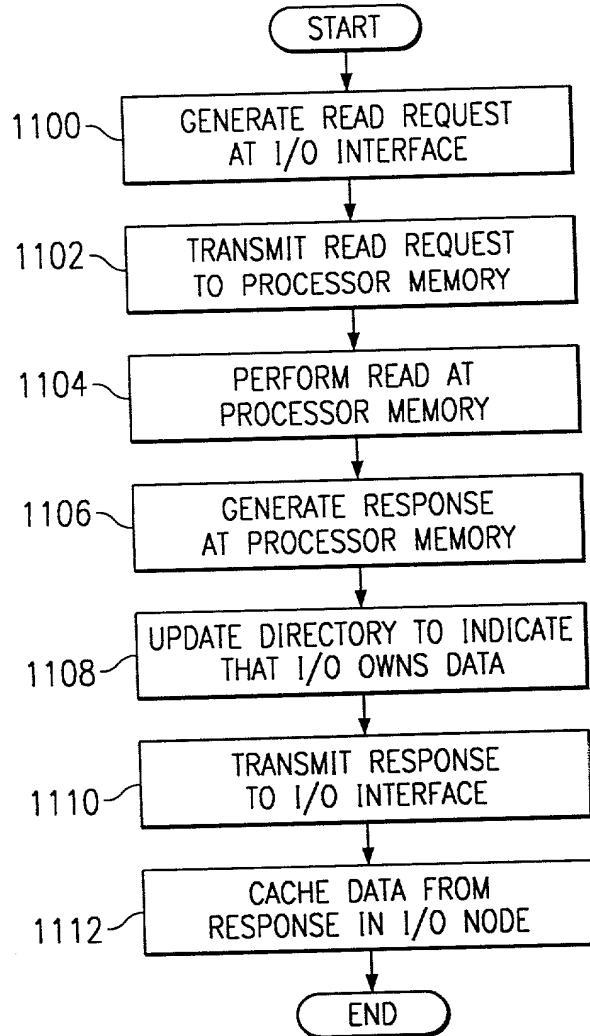 START
1100
GENERATE READ REQUEST
AT I/O INTERFACE
1102
TRANSMIT READ REQUEST
TO PROCESSOR MEMORY
1104
PERFORM READ AT
PROCESSOR MEMORY
1106
GENERATE RESPONSE
AT PROCESSOR MEMORY
1108
UPDATE DIRECTORY TO INDICATE
THAT I/O OWNS DATA
1110
TRANSMIT RESPONSE
TO I/O INTERFACE
1112
CACHE DATA FROM
RESPONSE IN I/O NODE
END